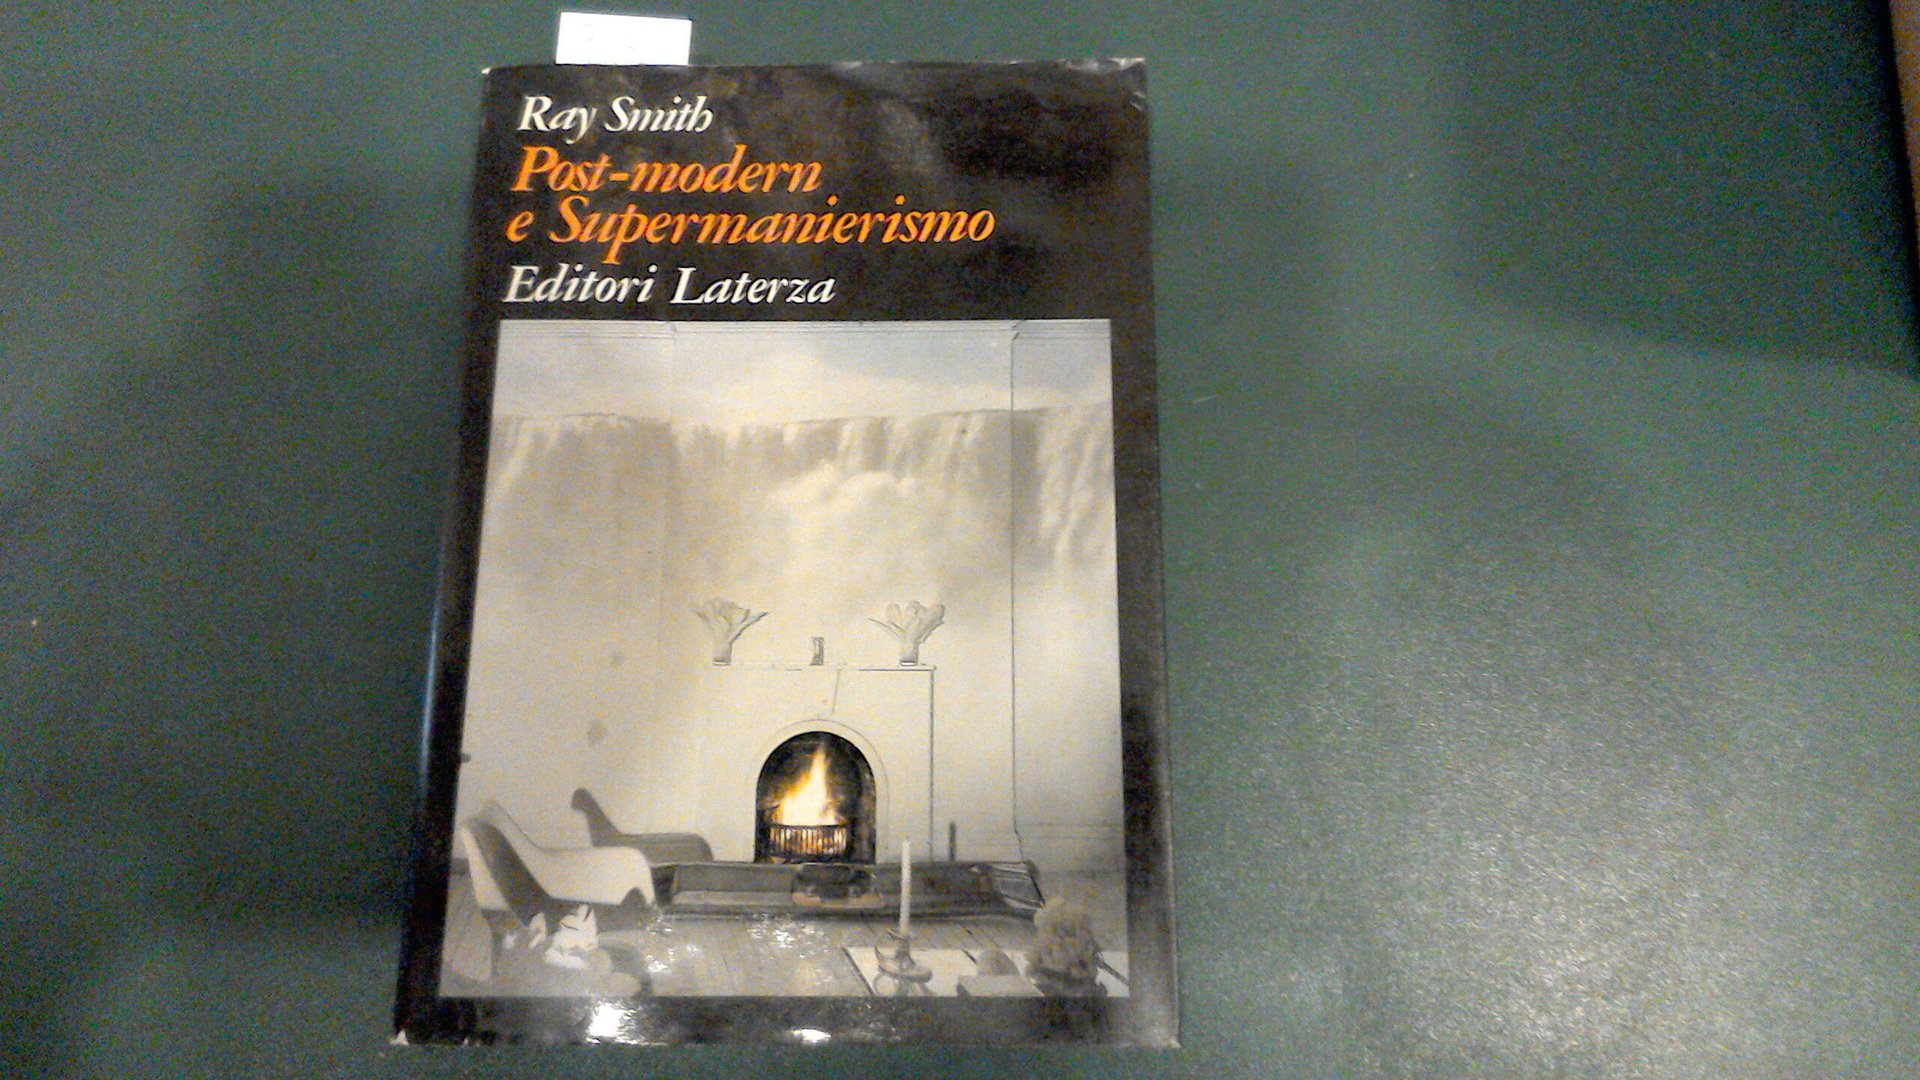 Ray Smith
Post-modern
e Supermanierismo
Editori Laterza